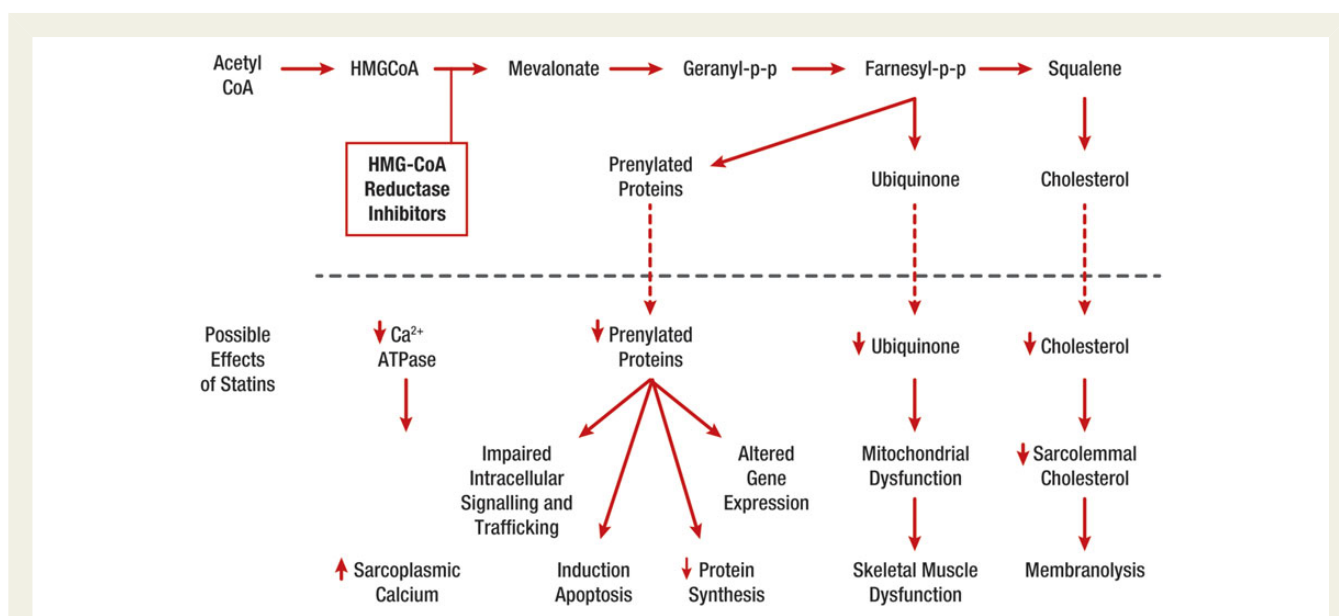 Acetyl
CoA
HMGCoA
Mevalonate
Geranyl-p-p
Farnesyl-p-p
Squalene
HMG-CoA
Reductase
Inhibitors
Prenylated
Proteins
Ubiquinone
Cholesterol
Possible
Effects
of Statins
Ca²⁺
ATPase
Prenylated
Proteins
Ubiquinone
Cholesterol
Impaired
Intracellular
Signalling and
Trafficking
Altered
Gene
Expression
Mitochondrial
Dysfunction
Sarcolemmal
Cholesterol
Sarcoplasmic
Calcium
Induction
Apoptosis
Protein
Synthesis
Skeletal Muscle
Dysfunction
Membranolysis